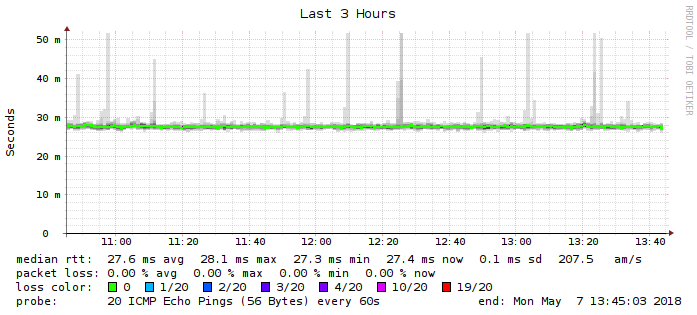 Last 3 Hours
RRDTOOL / TOBI OETIKER
Seconds
50 m
40 m
30 m
20 m
10 m
0
11:00 11:20 11:40 12:00 12:20 12:40 13:00 13:20 13:40
median rtt: 27.6 ms avg 28.1 ms max 27.3 ms min 27.4 ms now 0.1 ms sd 207.5 am/s
packet loss: 0.00 % avg 0.00 % max 0.00 % min 0.00 % now
loss color: 0 1/20 2/20 3/20 4/20 10/20 19/20
probe: 20 ICMP Echo Pings (56 Bytes) every 60s end: Mon May 7 13:45:03 2018